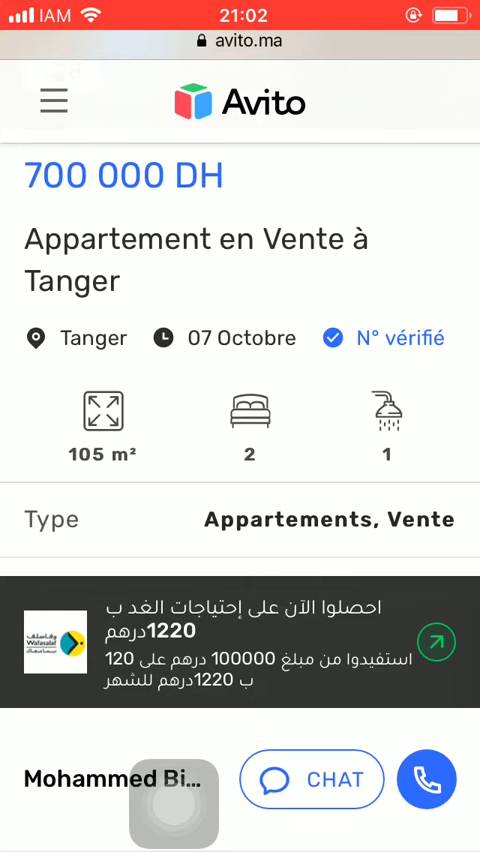 IAM 21:02
avito.ma
Avito
700 000 DH
Appartement en Vente à
Tanger
Tanger 07 Octobre N° vérifié
105 m² 2 1
Type Appartements, Vente
احصلوا الآن على إحتياجات الغد ب
1220درهم
استفيدوا من مبلغ 100000 درهم على 120
ب 1220درهم للشهر
وفاسلف
Wafasalaf
Mohammed Bi...
CHAT